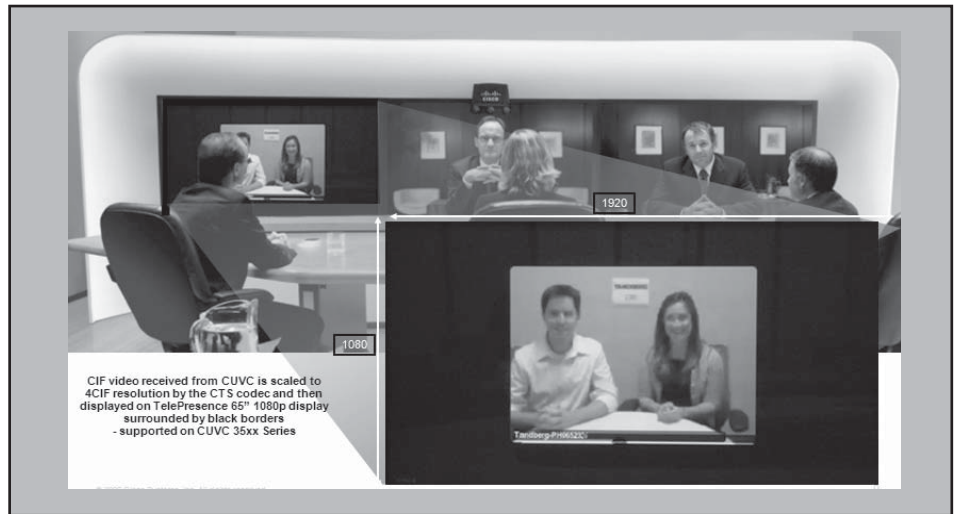 CISCO
1920
1080
TANDBERG
CIF video received from CUVC is scaled to
4CIF resolution by the CTS codec and then
displayed on TelePresence 65” 1080p display
surrounded by black borders
- supported on CUVC 35xx Series